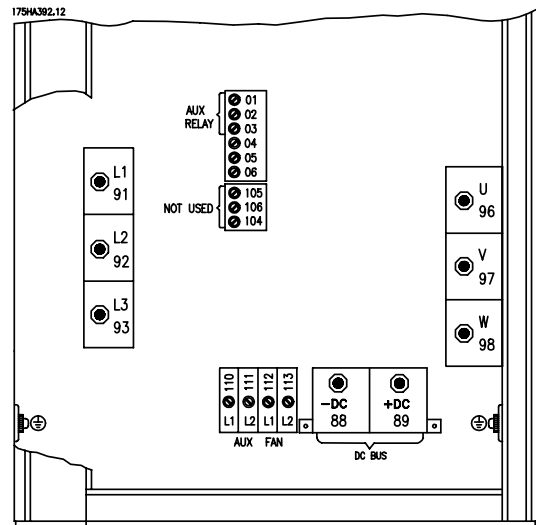 175HA392.12
AUX
RELAY
01
02
03
04
05
06
NOT USED
105
106
104
L1
91
L2
92
L3
93
U
96
V
97
W
98
110
111
112
113
L1
L2
L1
L2
AUX FAN
-DC
88
+DC
89
DC BUS